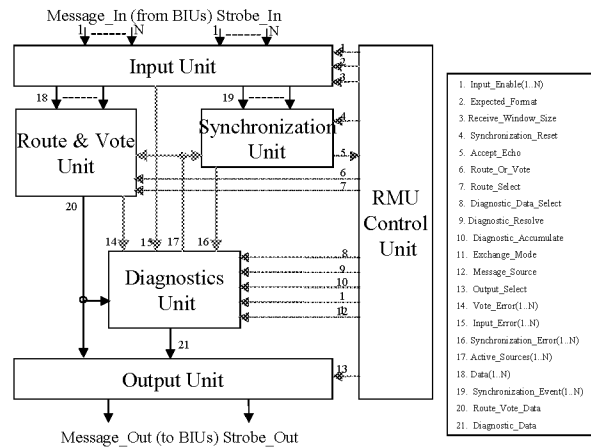 Message_In (from BIUs) Strobe_In
1 N 1 N
Input Unit
1
2
3
18
19
4
Route & Vote
Unit
Synchronization
Unit
5
6
7
RMU
Control
Unit
20
14
15
17
16
8
9
10
1
1
12
Diagnostics
Unit
21
13
Output Unit
Message_Out (to BIUs) Strobe_Out
1. Input_Enable(1..N)
2. Expected_Format
3. Receive_Window_Size
4. Synchronization_Reset
5. Accept_Echo
6. Route_Or_Vote
7. Route_Select
8. Diagnostic_Data_Select
9. Diagnostic_Resolve
10. Diagnostic_Accumulate
11. Exchange_Mode
12. Message_Source
13. Output_Select
14. Vote_Error(1..N)
15. Input_Error(1..N)
16. Synchronization_Error(1..N)
17. Active_Sources(1..N)
18. Data(1..N)
19. Synchronization_Event(1..N)
20. Route_Vote_Data
21. Diagnostic_Data